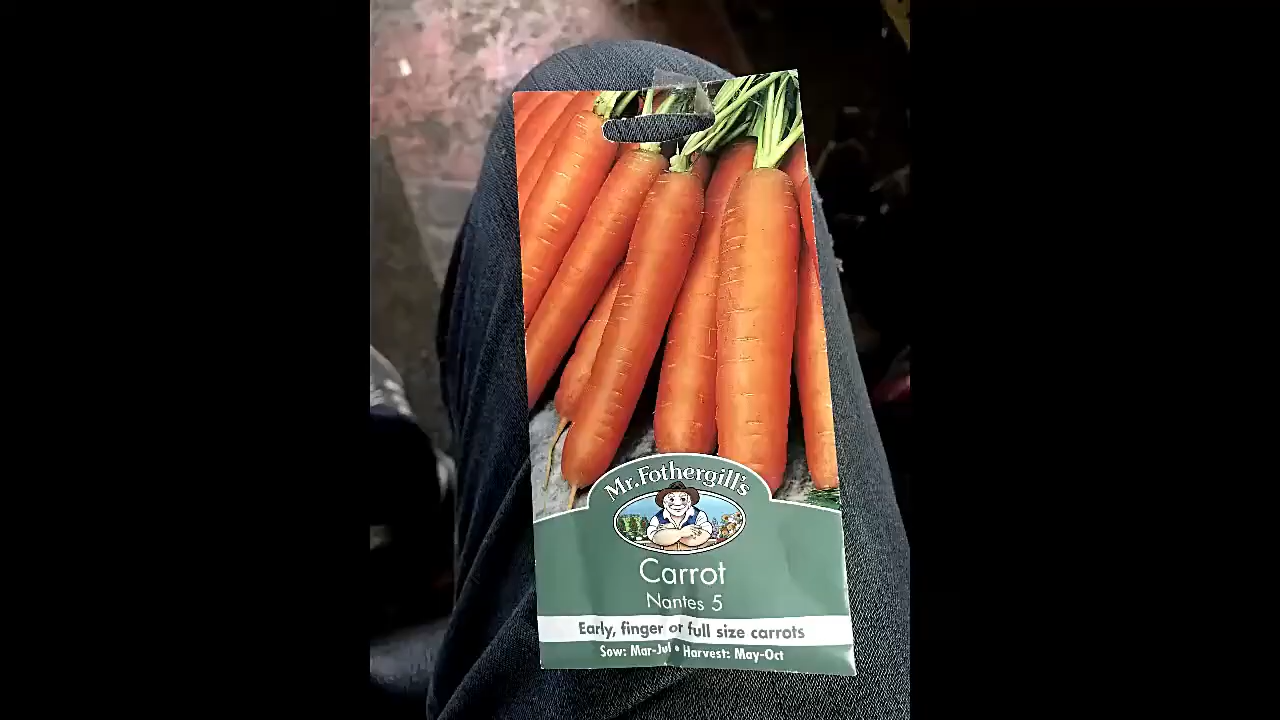 Mr.Fothergill's
Carrot
Nantes 5
Early, finger or full size carrots
Sow: Mar-Jul • Harvest: May-Oct